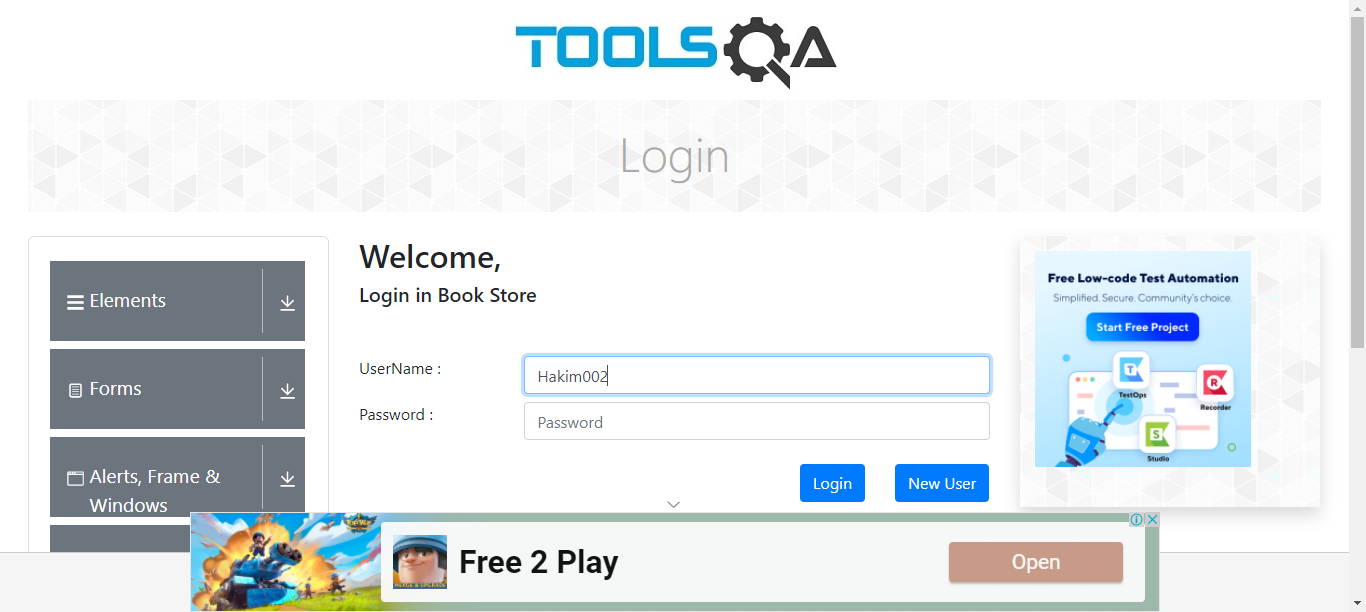 TOOLSQA
Login
Elements
Forms
Alerts, Frame &
Windows
Welcome,
Login in Book Store
UserName :
Hakim002
Password :
Password
Login
New User
Free Low-code Test Automation
Simplified. Secure. Community's choice.
Start Free Project
TestOps
Recorder
Studio
Free 2 Play
Open